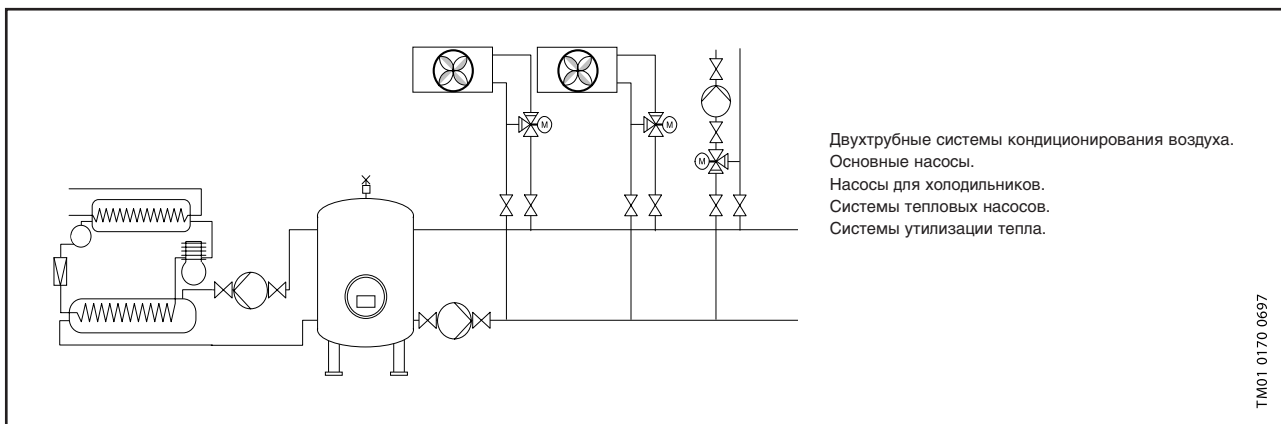 M
M
M
Двухтрубные системы кондиционирования воздуха.
Основные насосы.
Насосы для холодильников.
Системы тепловых насосов.
Системы утилизации тепла.
TM01 0170 0697